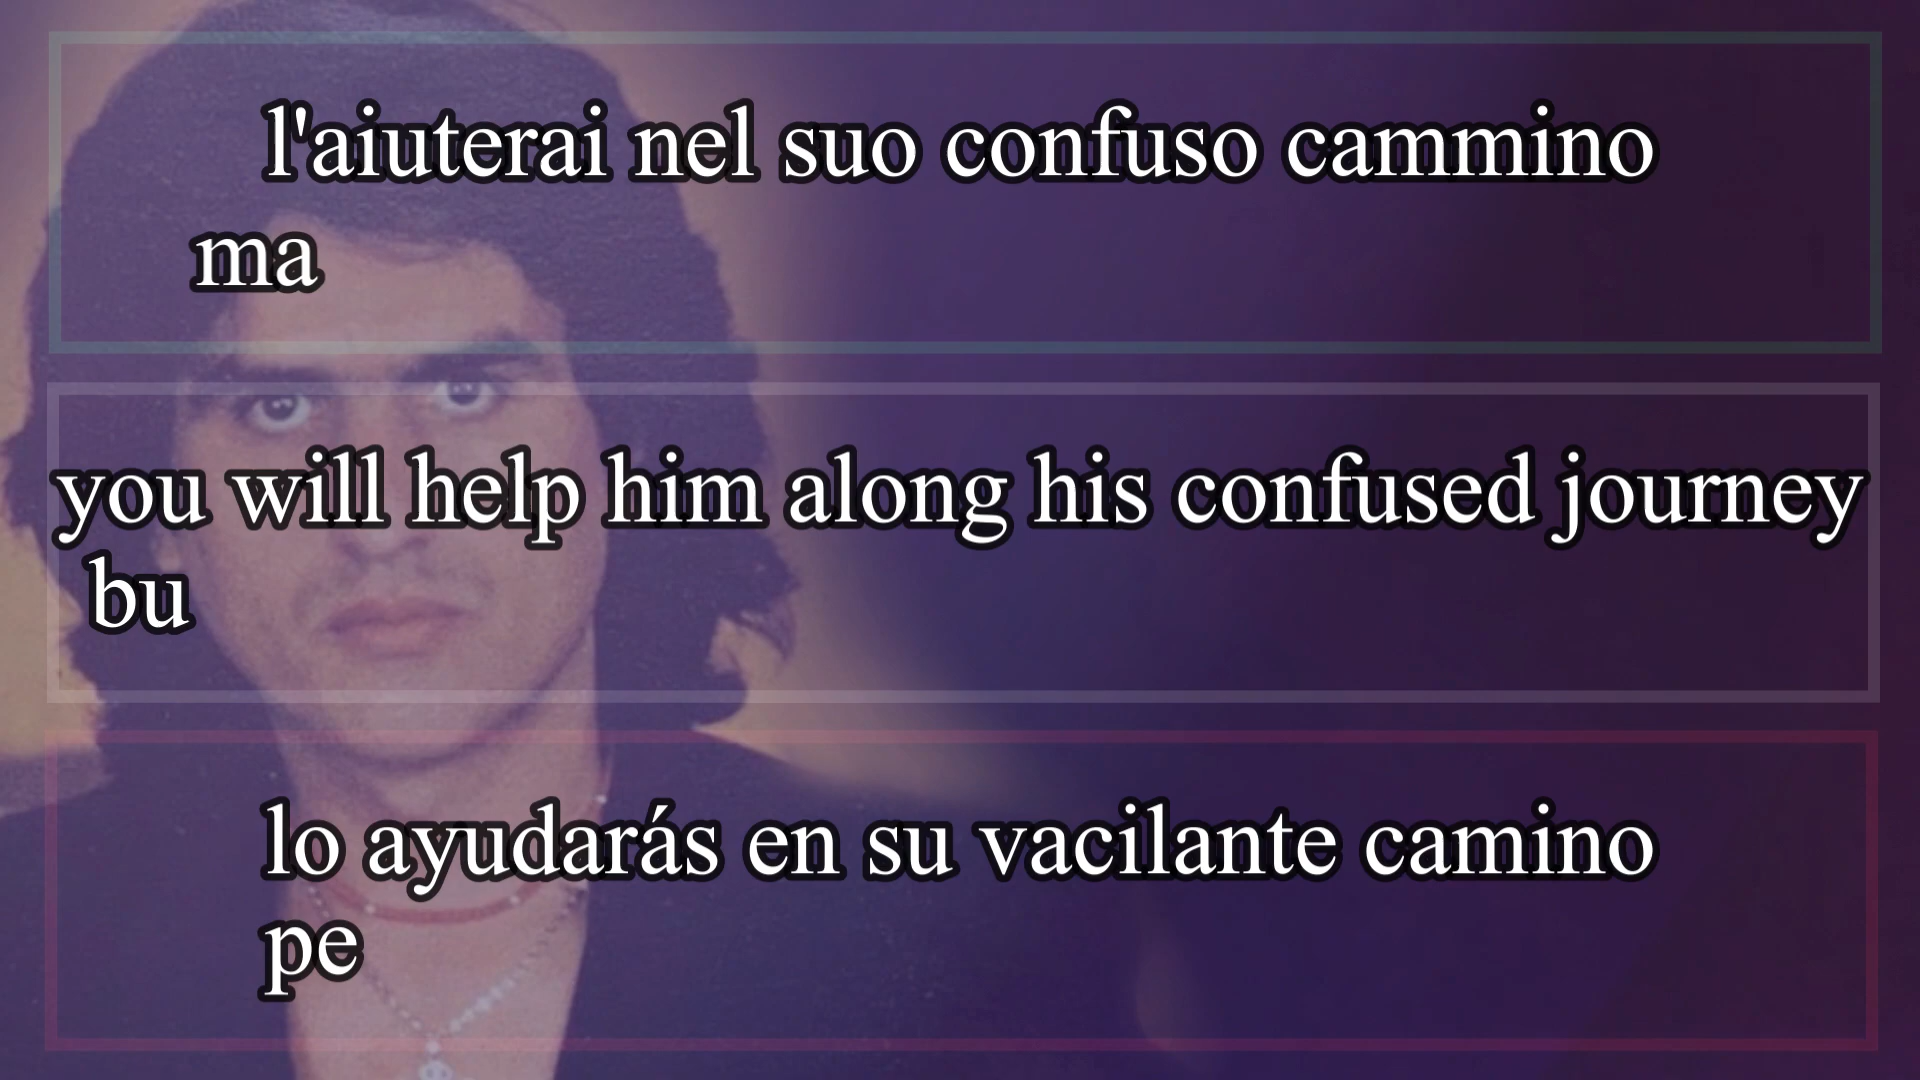 l'aiuterai nel suo confuso cammino
ma
you will help him along his confused journey
bu
lo ayudarás en su vacilante camino
pe